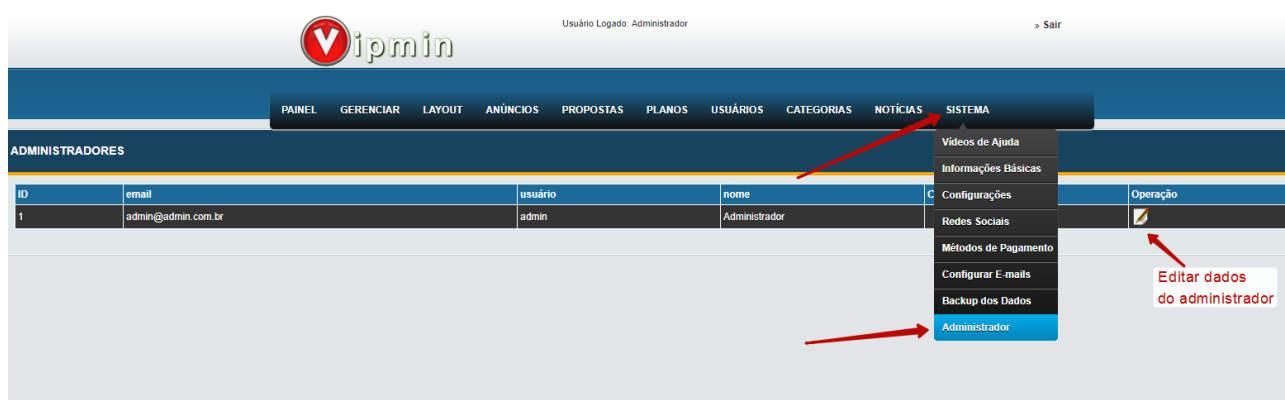 Vipmin
Usuário Logado: Administrador
» Sair
PAINEL GERENCIAR LAYOUT ANÚNCIOS PROPOSTAS PLANOS USUÁRIOS CATEGORIAS NOTÍCIAS SISTEMA
ADMINISTRADORES
Vídeos de Ajuda
Informações Básicas
Configurações
Redes Sociais
Métodos de Pagamento
Configurar E-mails
Backup dos Dados
Administrador
ID email usuário nome Operação
1 admin@admin.com.br admin Administrador
Editar dados
do administrador